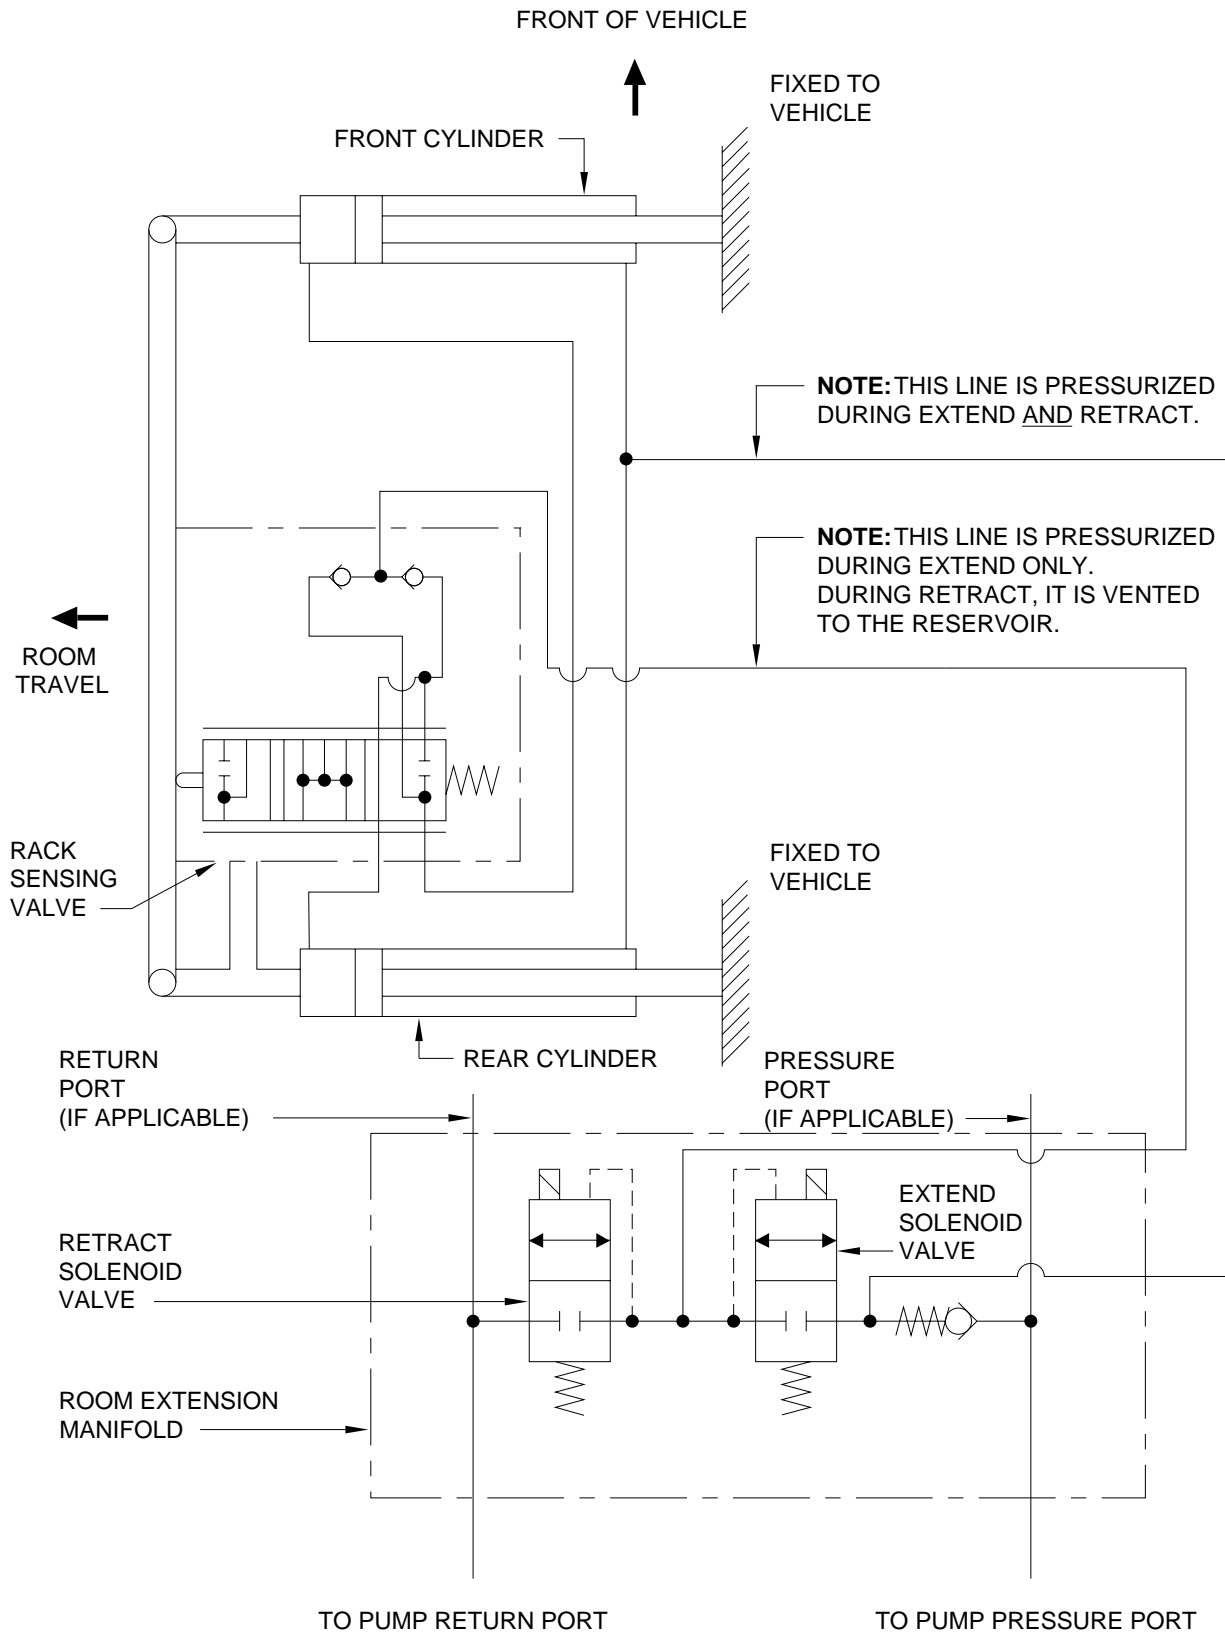 FRONT OF VEHICLE
FIXED TO
VEHICLE
FRONT CYLINDER
NOTE: THIS LINE IS PRESSURIZED
DURING EXTEND AND RETRACT.
NOTE: THIS LINE IS PRESSURIZED
DURING EXTEND ONLY.
DURING RETRACT, IT IS VENTED
TO THE RESERVOIR.
ROOM
TRAVEL
RACK
SENSING
VALVE
FIXED TO
VEHICLE
REAR CYLINDER
RETURN
PORT
(IF APPLICABLE)
PRESSURE
PORT
(IF APPLICABLE)
EXTEND
SOLENOID
VALVE
RETRACT
SOLENOID
VALVE
ROOM EXTENSION
MANIFOLD
TO PUMP RETURN PORT
TO PUMP PRESSURE PORT